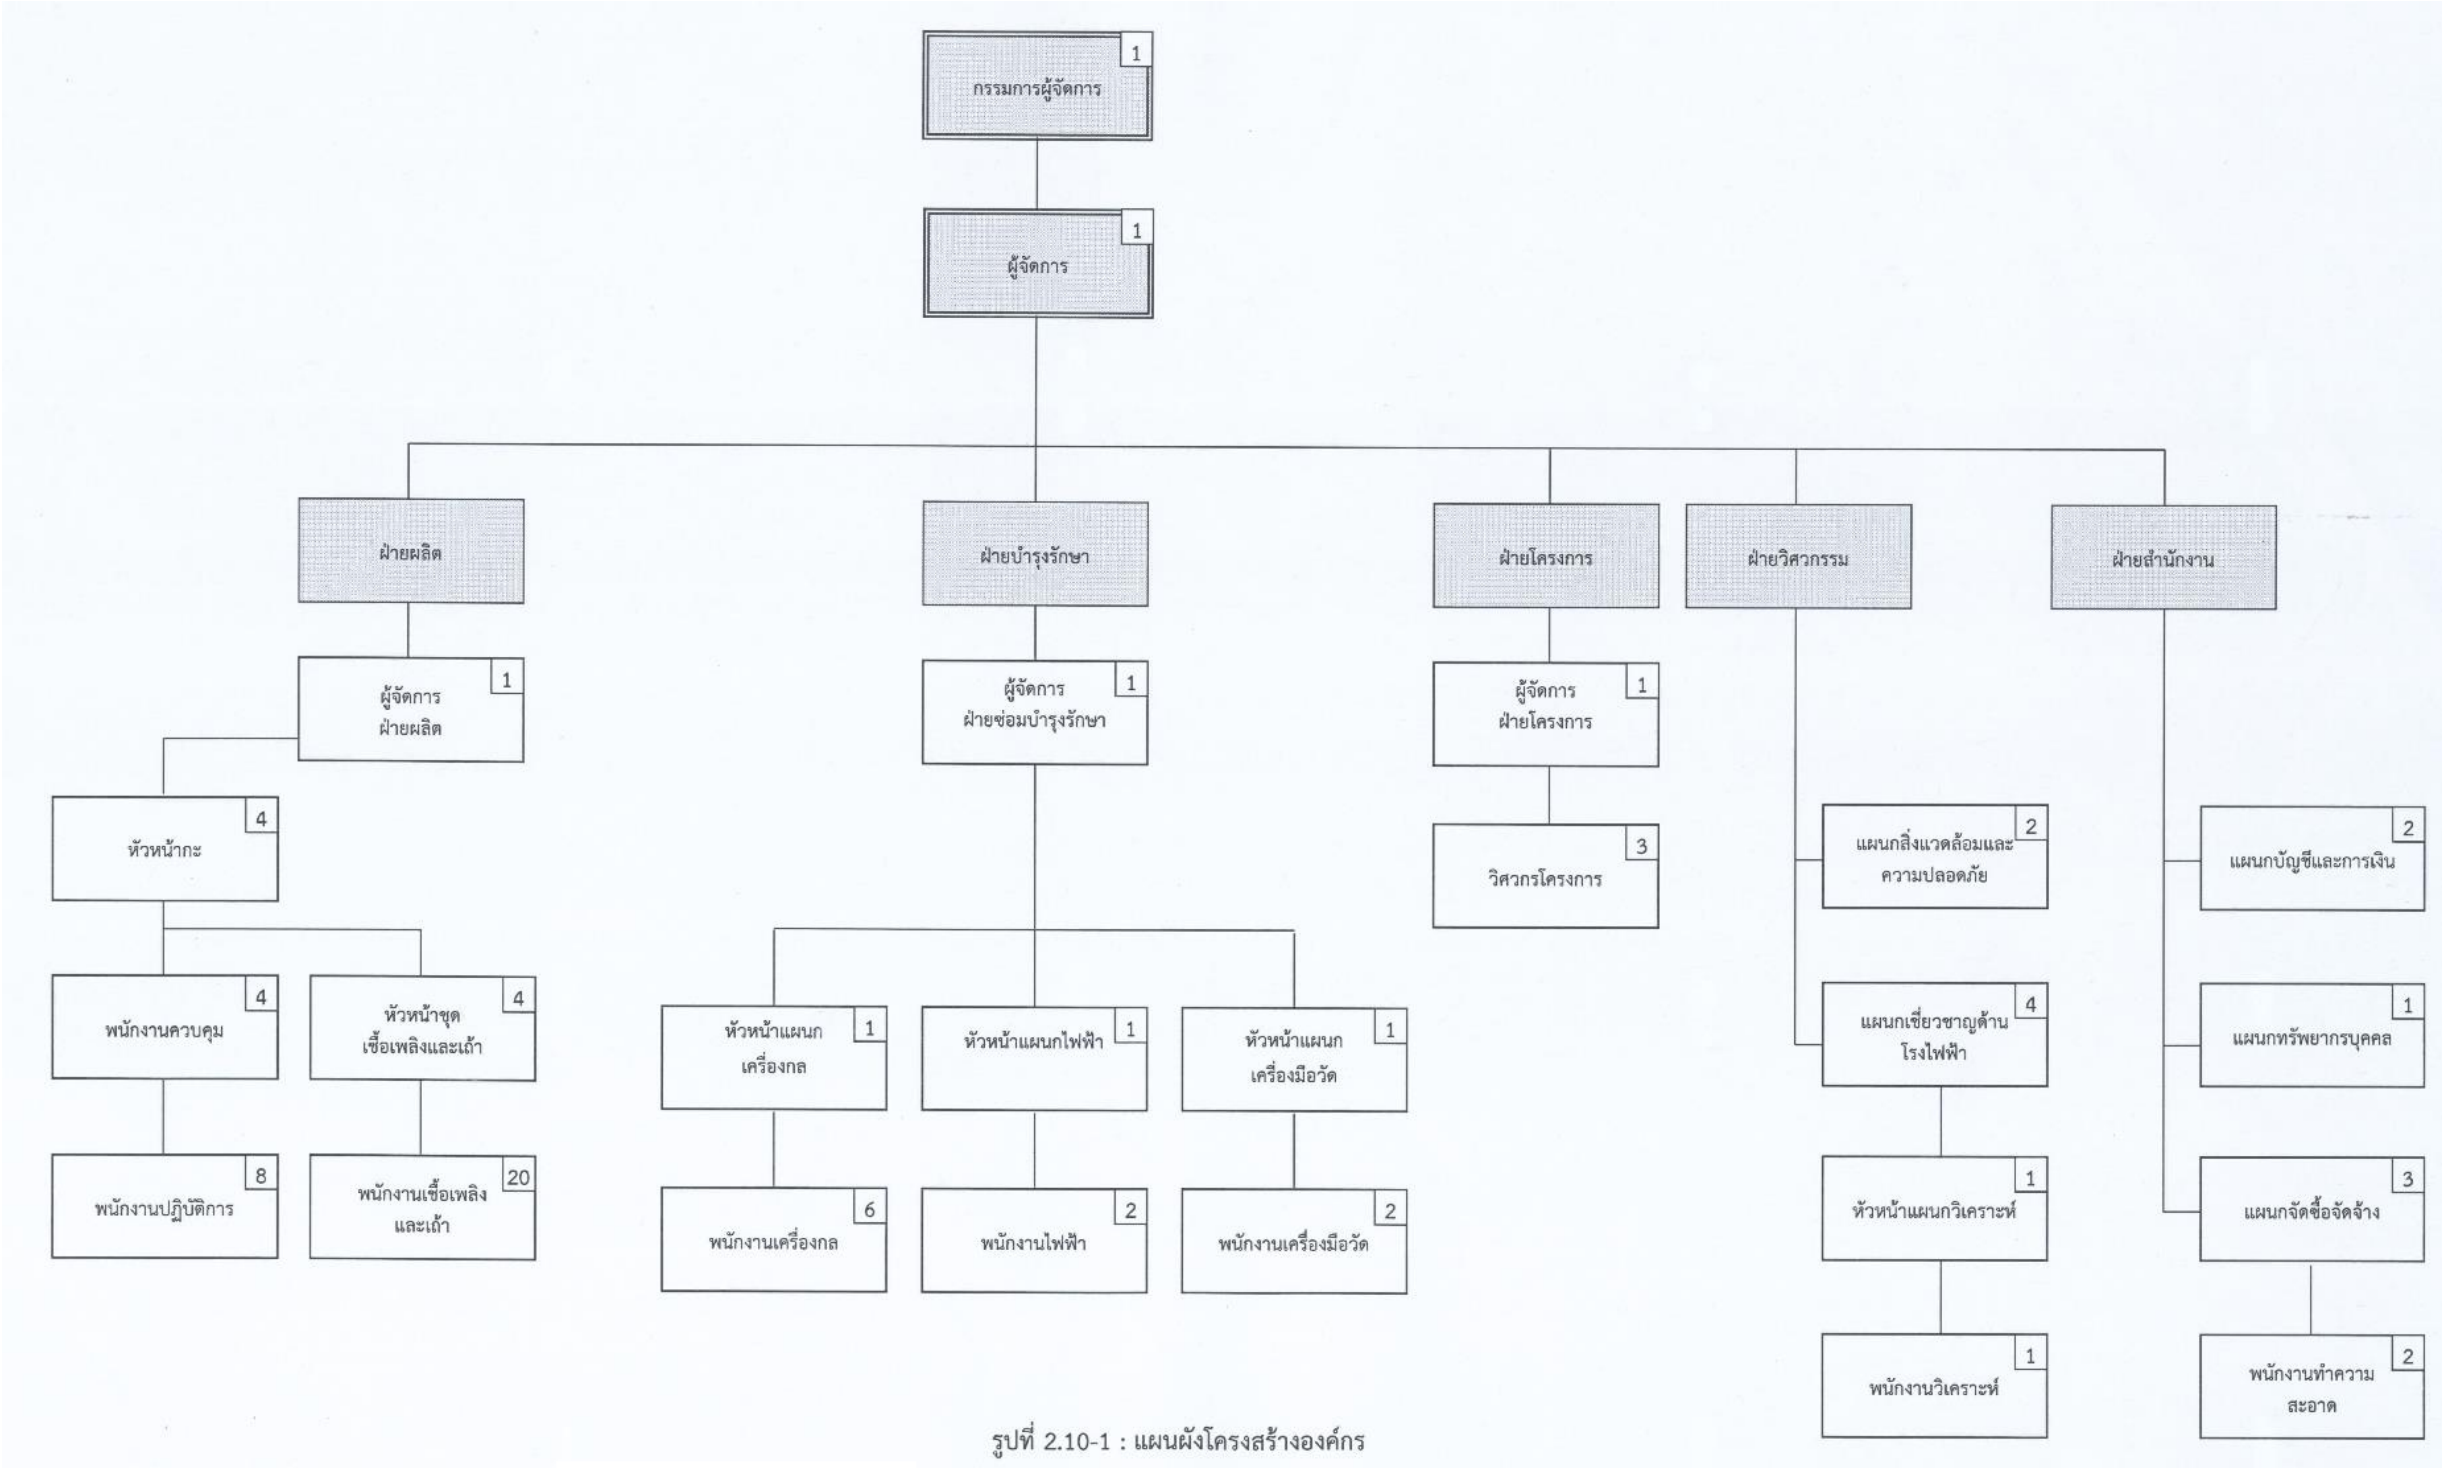 1
กรรมการผู้จัดการ
1
ผู้จัดการ
ฝ่ายผลิต
ฝ่ายบำรุงรักษา
ฝ่ายโครงการ
ฝ่ายวิศวกรรม
ฝ่ายสำนักงาน
1
ผู้จัดการ
ฝ่ายผลิต
1
ผู้จัดการ
ฝ่ายซ่อมบำรุงรักษา
1
ผู้จัดการ
ฝ่ายโครงการ
4
หัวหน้ากะ
3
วิศวกรโครงการ
2
แผนกสิ่งแวดล้อมและ
ความปลอดภัย
2
แผนกบัญชีและการเงิน
4
พนักงานควบคุม
4
หัวหน้าชุด
เชื้อเพลิงและเถ้า
1
หัวหน้าแผนก
เครื่องกล
1
หัวหน้าแผนกไฟฟ้า
1
หัวหน้าแผนก
เครื่องมือวัด
4
แผนกเชี่ยวชาญด้าน
โรงไฟฟ้า
1
แผนกทรัพยากรบุคคล
8
พนักงานปฏิบัติการ
20
พนักงานเชื้อเพลิง
และเถ้า
6
พนักงานเครื่องกล
2
พนักงานไฟฟ้า
2
พนักงานเครื่องมือวัด
1
หัวหน้าแผนกวิเคราะห์
3
แผนกจัดซื้อจัดจ้าง
1
พนักงานวิเคราะห์
2
พนักงานทำความ
สะอาด
รูปที่ 2.10-1 : แผนผังโครงสร้างองค์กร